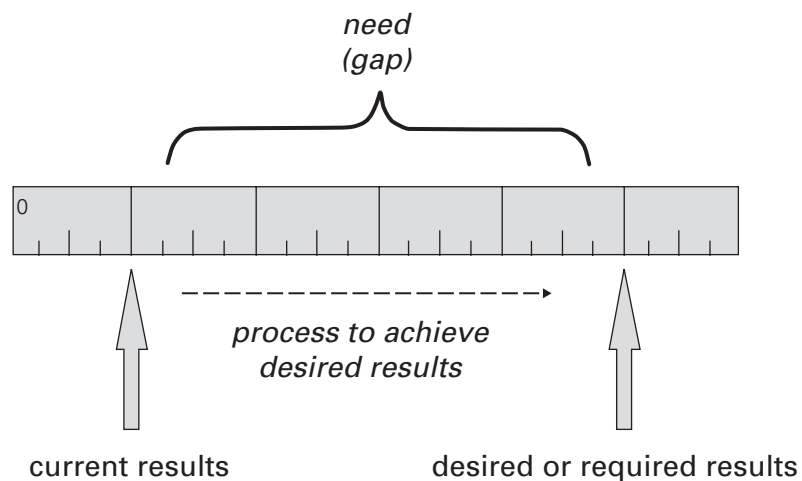 need
(gap)
0
process to achieve
desired results
current results
desired or required results